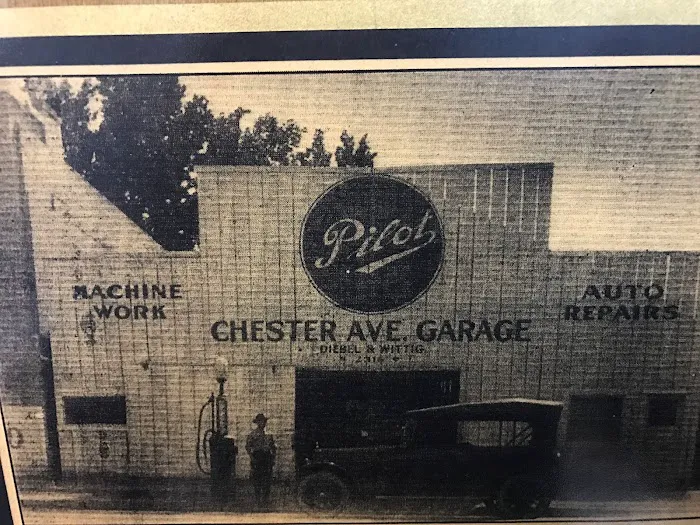 Pilot
MACHINE
WORK
AUTO
REPAIRS
CHESTER AVE. GARAGE
DIEBEL & WITTIG